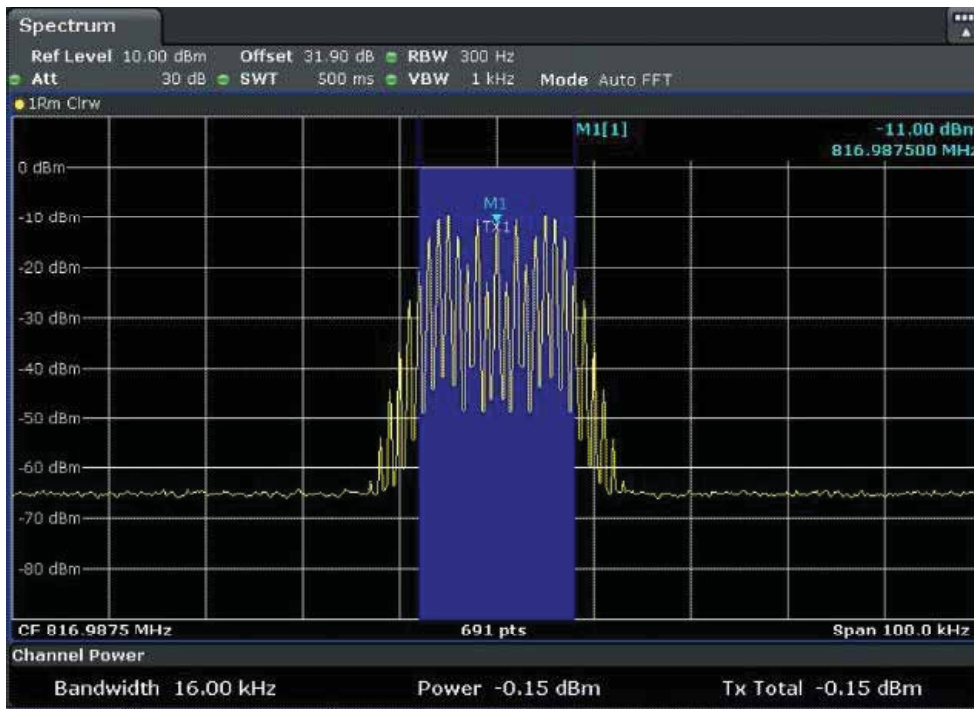 Spectrum
Ref Level 10.00 dBm Offset 31.90 dB RBW 300 Hz
Att 30 dB SWT 500 ms VBW 1 kHz Mode Auto FFT
1Rm Clrw
M1[1] -11.00 dBm
816.987500 MHz
0 dBm
M1
-10 dBm
TX1
-20 dBm
-30 dBm
-40 dBm
-50 dBm
-60 dBm
-70 dBm
-80 dBm
CF 816.9875 MHz 691 pts Span 100.0 kHz
Channel Power
Bandwidth 16.00 kHz Power -0.15 dBm Tx Total -0.15 dBm